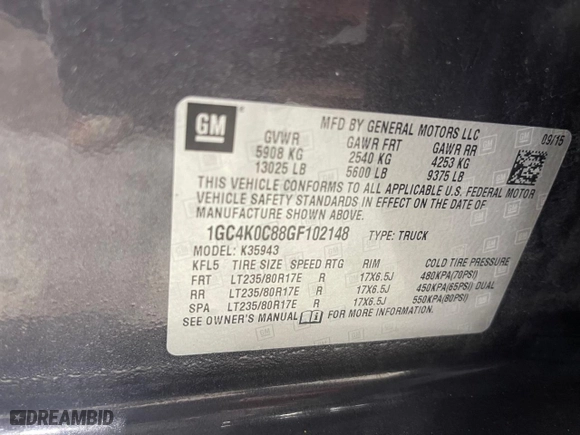 GM
MFD BY GENERAL MOTORS LLC
09/15
GVWR GAWR FRT GAWR RR
5908 KG 2540 KG 4253 KG
13025 LB 5600 LB 9375 LB
THIS VEHICLE CONFORMS TO ALL APPLICABLE U.S. FEDERAL MOTOR
VEHICLE SAFETY STANDARDS IN EFFECT ON THE DATE OF
MANUFACTURE SHOWN ABOVE.
1GC4K0C88GF102148 TYPE: TRUCK
MODEL: K35943
KFL5 TIRE SIZE SPEED RTG RIM COLD TIRE PRESSURE
FRT LT235/80R17E R 17X6.5J 480KPA(70PSI)
RR LT235/80R17E R 17X6.5J 450KPA(65PSI) DUAL
SPA LT235/80R17E R 17X6.5J 550KPA(80PSI)
SEE OWNER'S MANUAL FOR MORE INFORMATION.
DREAMBID